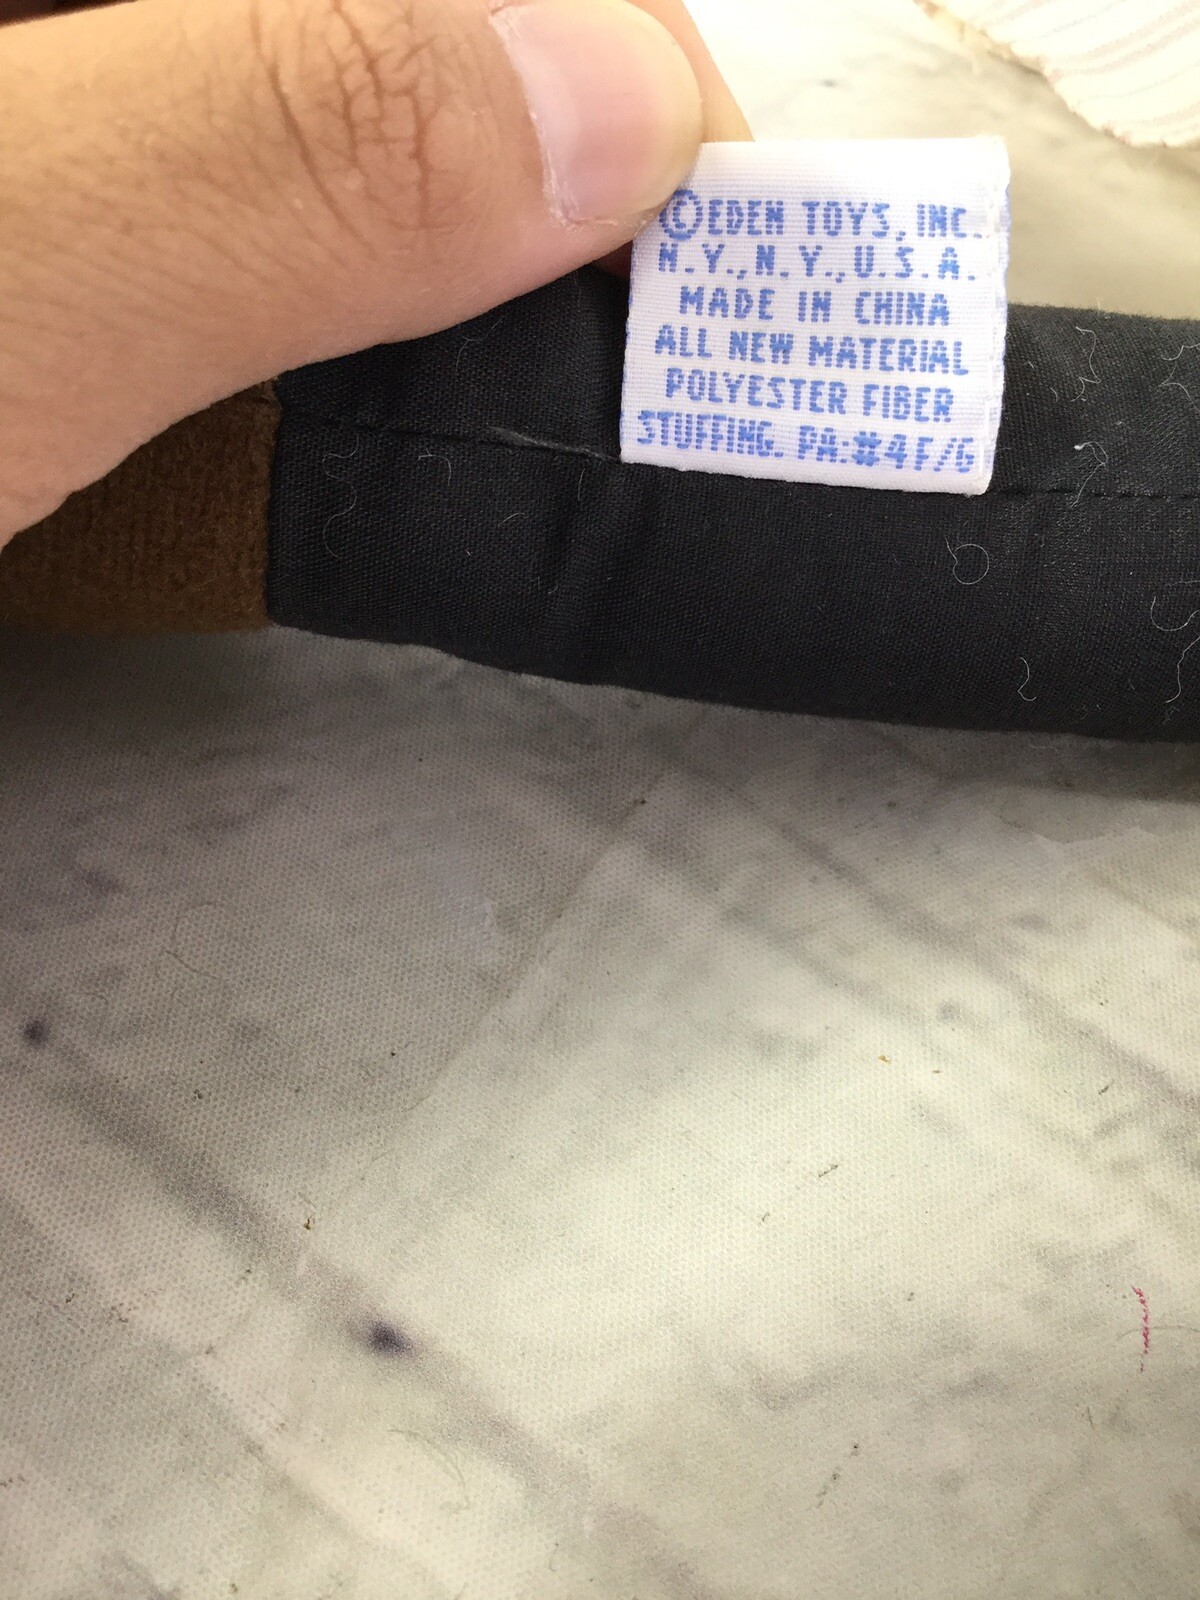 © EDEN TOYS, INC.
N.Y., N.Y., U.S.A.
MADE IN CHINA
ALL NEW MATERIAL
POLYESTER FIBER
STUFFING. PA:#4F/G